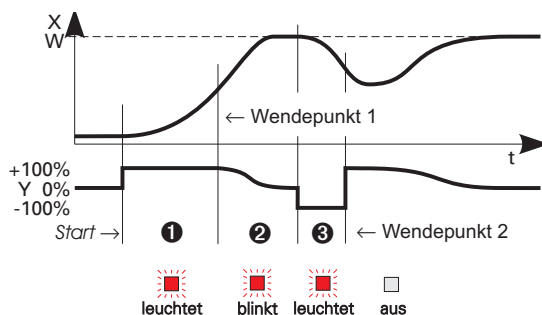 X
W
← Wendepunkt 1
t
+100%
Y 0%
-100%
Start →
❶ ❷ ❸
← Wendepunkt 2
leuchtet blinkt leuchtet aus